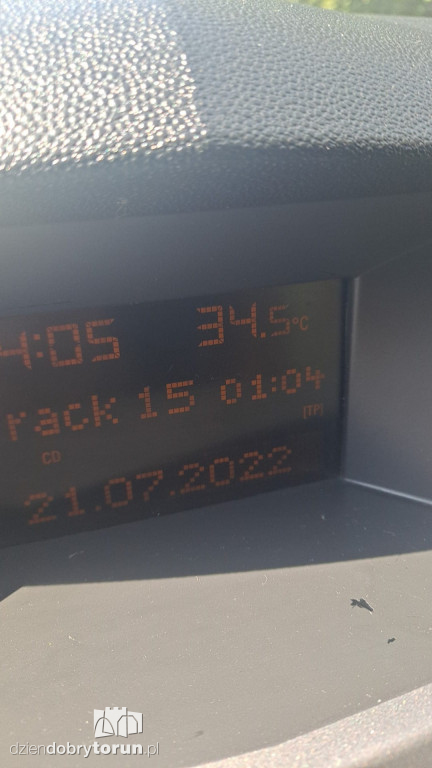 4:05 34.5°C
rack 15 01:04
[TP]
CD
21.07.2022
dziendobrytorun.pl